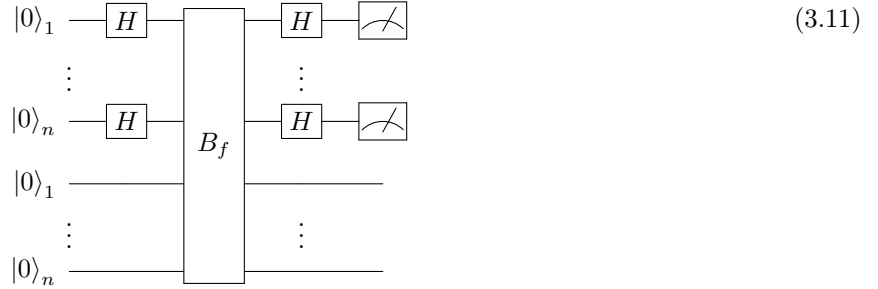 |0⟩₁ H H (3.11)
⋮ ⋮
|0⟩ₙ H H
B_f
|0⟩₁
⋮ ⋮
|0⟩ₙ